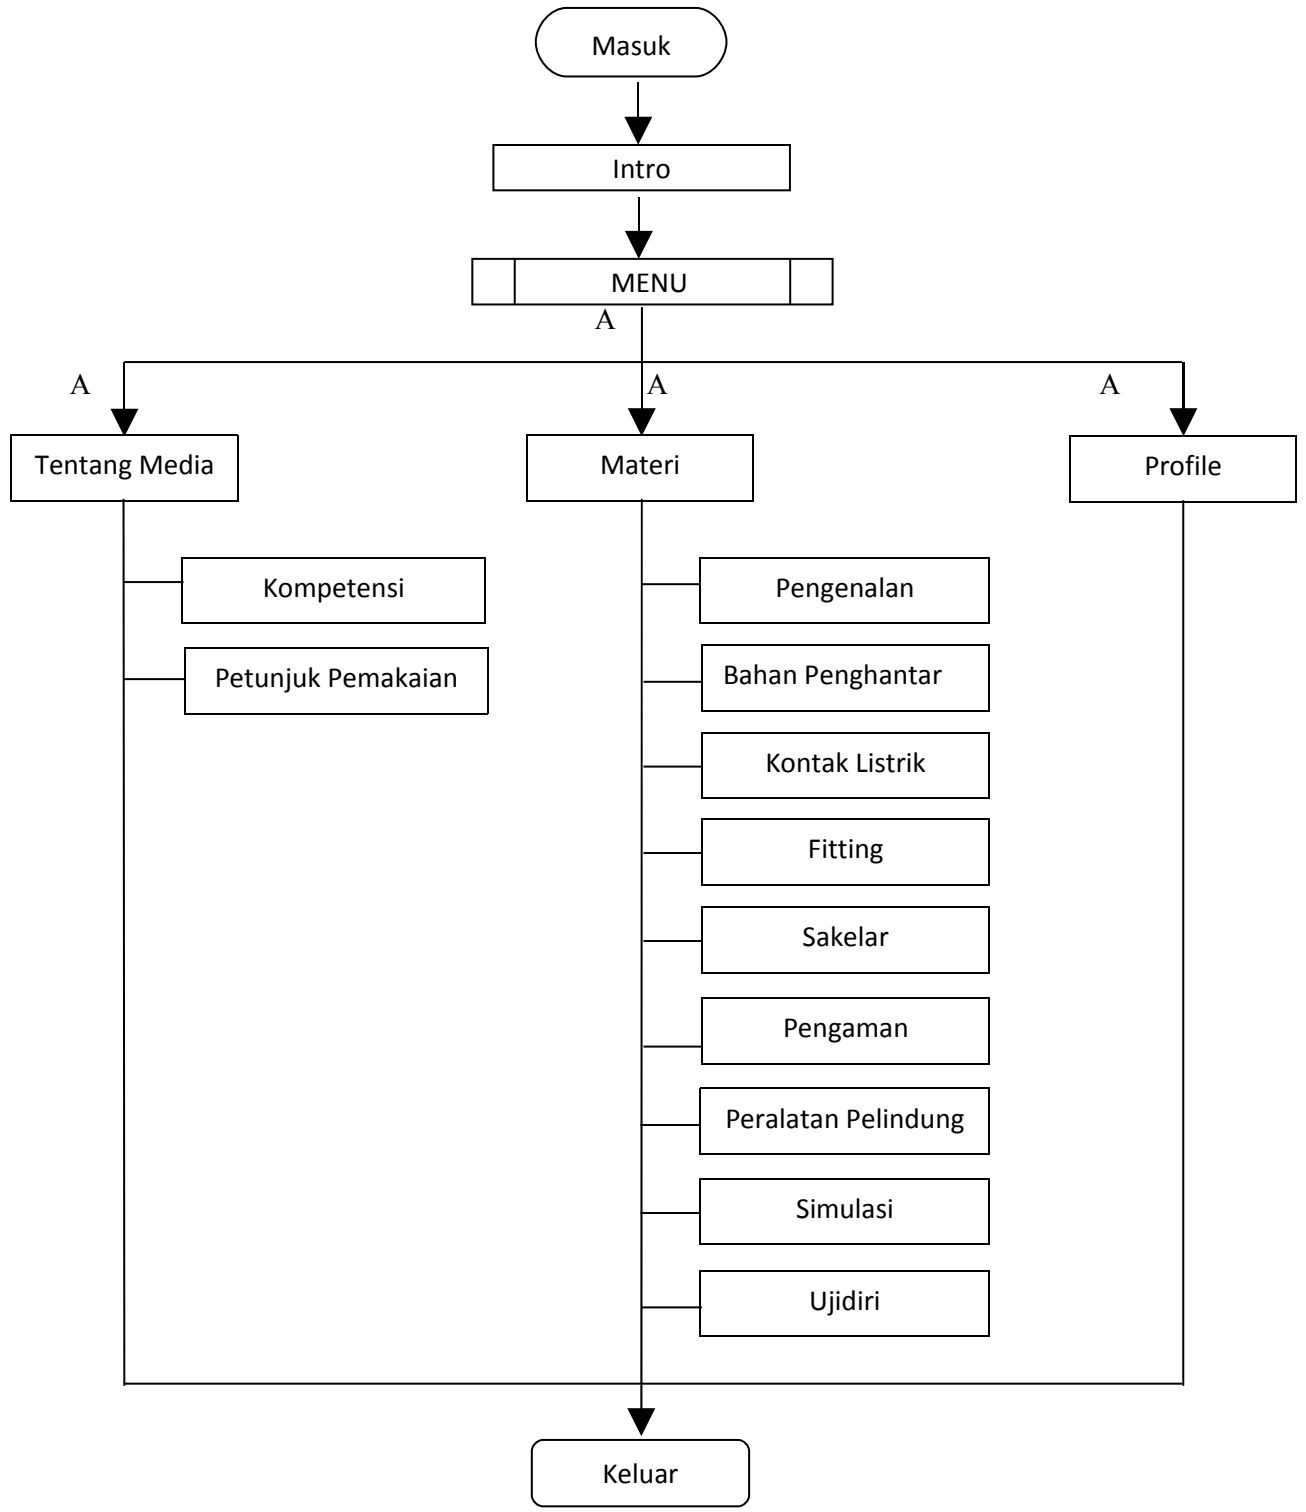 Masuk
Intro
MENU
A
A
A
A
Tentang Media
Materi
Profile
Kompetensi
Petunjuk Pemakaian
Pengenalan
Bahan Penghantar
Kontak Listrik
Fitting
Sakelar
Pengaman
Peralatan Pelindung
Simulasi
Ujidiri
Keluar